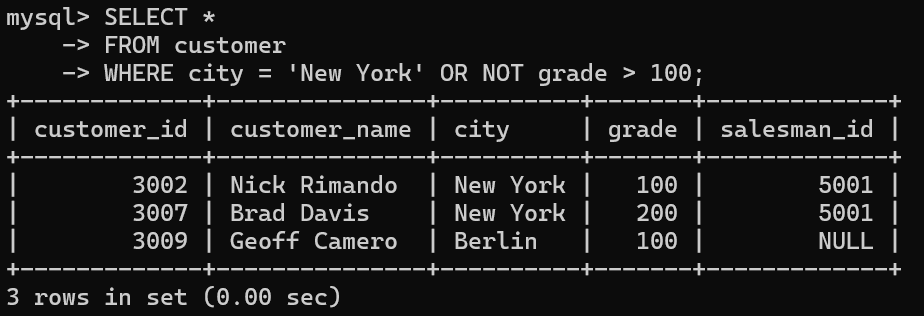 mysql> SELECT *
    -> FROM customer
    -> WHERE city = 'New York' OR NOT grade > 100;
+-------------+---------------+----------+-------+-------------+
| customer_id | customer_name | city     | grade | salesman_id |
+-------------+---------------+----------+-------+-------------+
|        3002 | Nick Rimando  | New York |   100 |        5001 |
|        3007 | Brad Davis    | New York |   200 |        5001 |
|        3009 | Geoff Camero  | Berlin   |   100 |        NULL |
+-------------+---------------+----------+-------+-------------+
3 rows in set (0.00 sec)